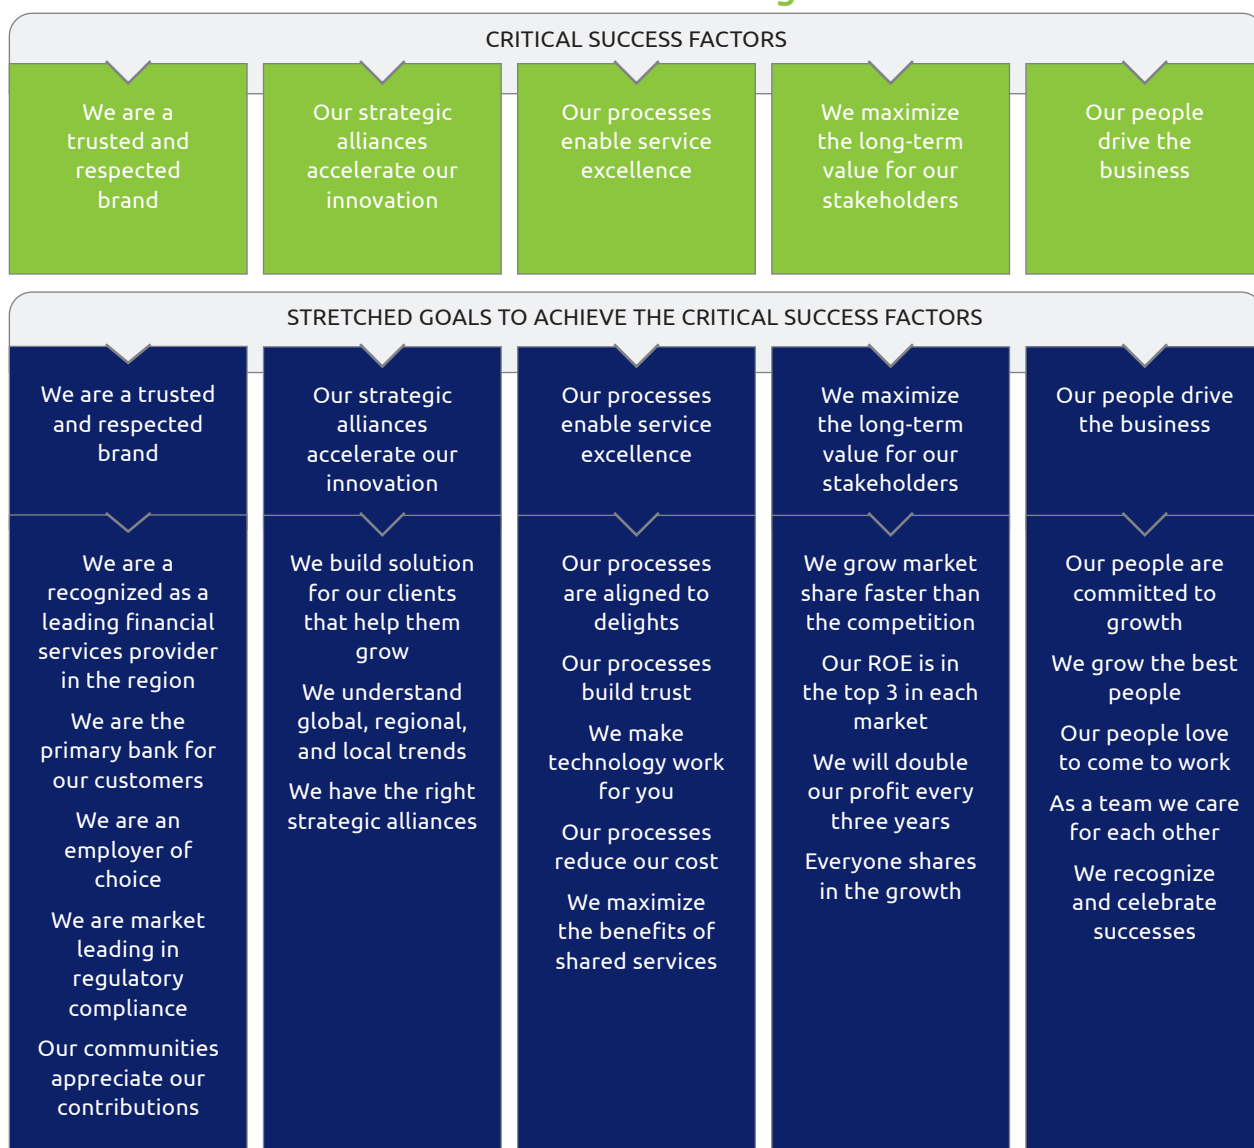 CRITICAL SUCCESS FACTORS
We are a
trusted and
respected
brand
Our strategic
alliances
accelerate our
innovation
Our processes
enable service
excellence
We maximize
the long-term
value for our
stakeholders
Our people
drive the
business
STRETCHED GOALS TO ACHIEVE THE CRITICAL SUCCESS FACTORS
We are a trusted
and respected
brand
Our strategic
alliances
accelerate our
innovation
Our processes
enable service
excellence
We maximize
the long-term
value for our
stakeholders
Our people drive
the business
We are a
recognized as a
leading financial
services provider
in the region
We are the
primary bank for
our customers
We are an
employer of
choice
We are market
leading in
regulatory
compliance
Our communities
appreciate our
contributions
We build solution
for our clients
that help them
grow
We understand
global, regional,
and local trends
We have the right
strategic alliances
Our processes
are aligned to
delights
Our processes
build trust
We make
technology work
for you
Our processes
reduce our cost
We maximize
the benefits of
shared services
We grow market
share faster than
the competition
Our ROE is in
the top 3 in each
market
We will double
our profit every
three years
Everyone shares
in the growth
Our people are
committed to
growth
We grow the best
people
Our people love
to come to work
As a team we care
for each other
We recognize
and celebrate
successes